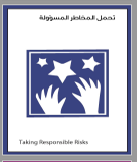 تحمل المخاطر المسؤولة
Taking Responsible Risks